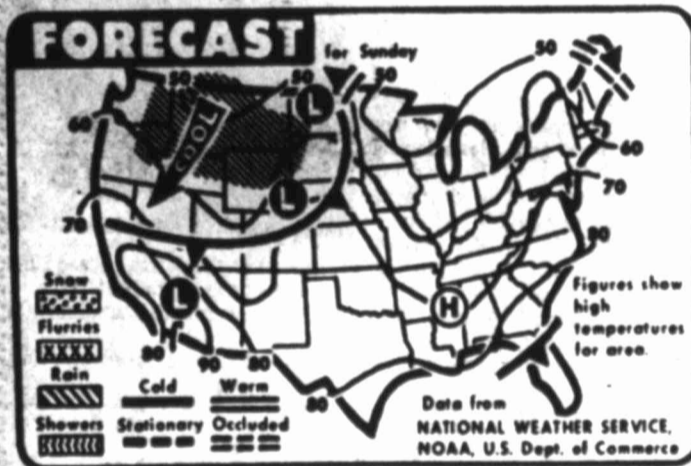 FORECAST
for Sunday
50
50
50
50
60
COOL
L
L
60
70
70
80
L
H
Snow
Flurries
Rain
Showers
80
90
80
80
Cold
Warm
Stationary
Occluded
Figures show
high
temperatures
for area.
Data from
NATIONAL WEATHER SERVICE,
NOAA, U.S. Dept. of Commerce